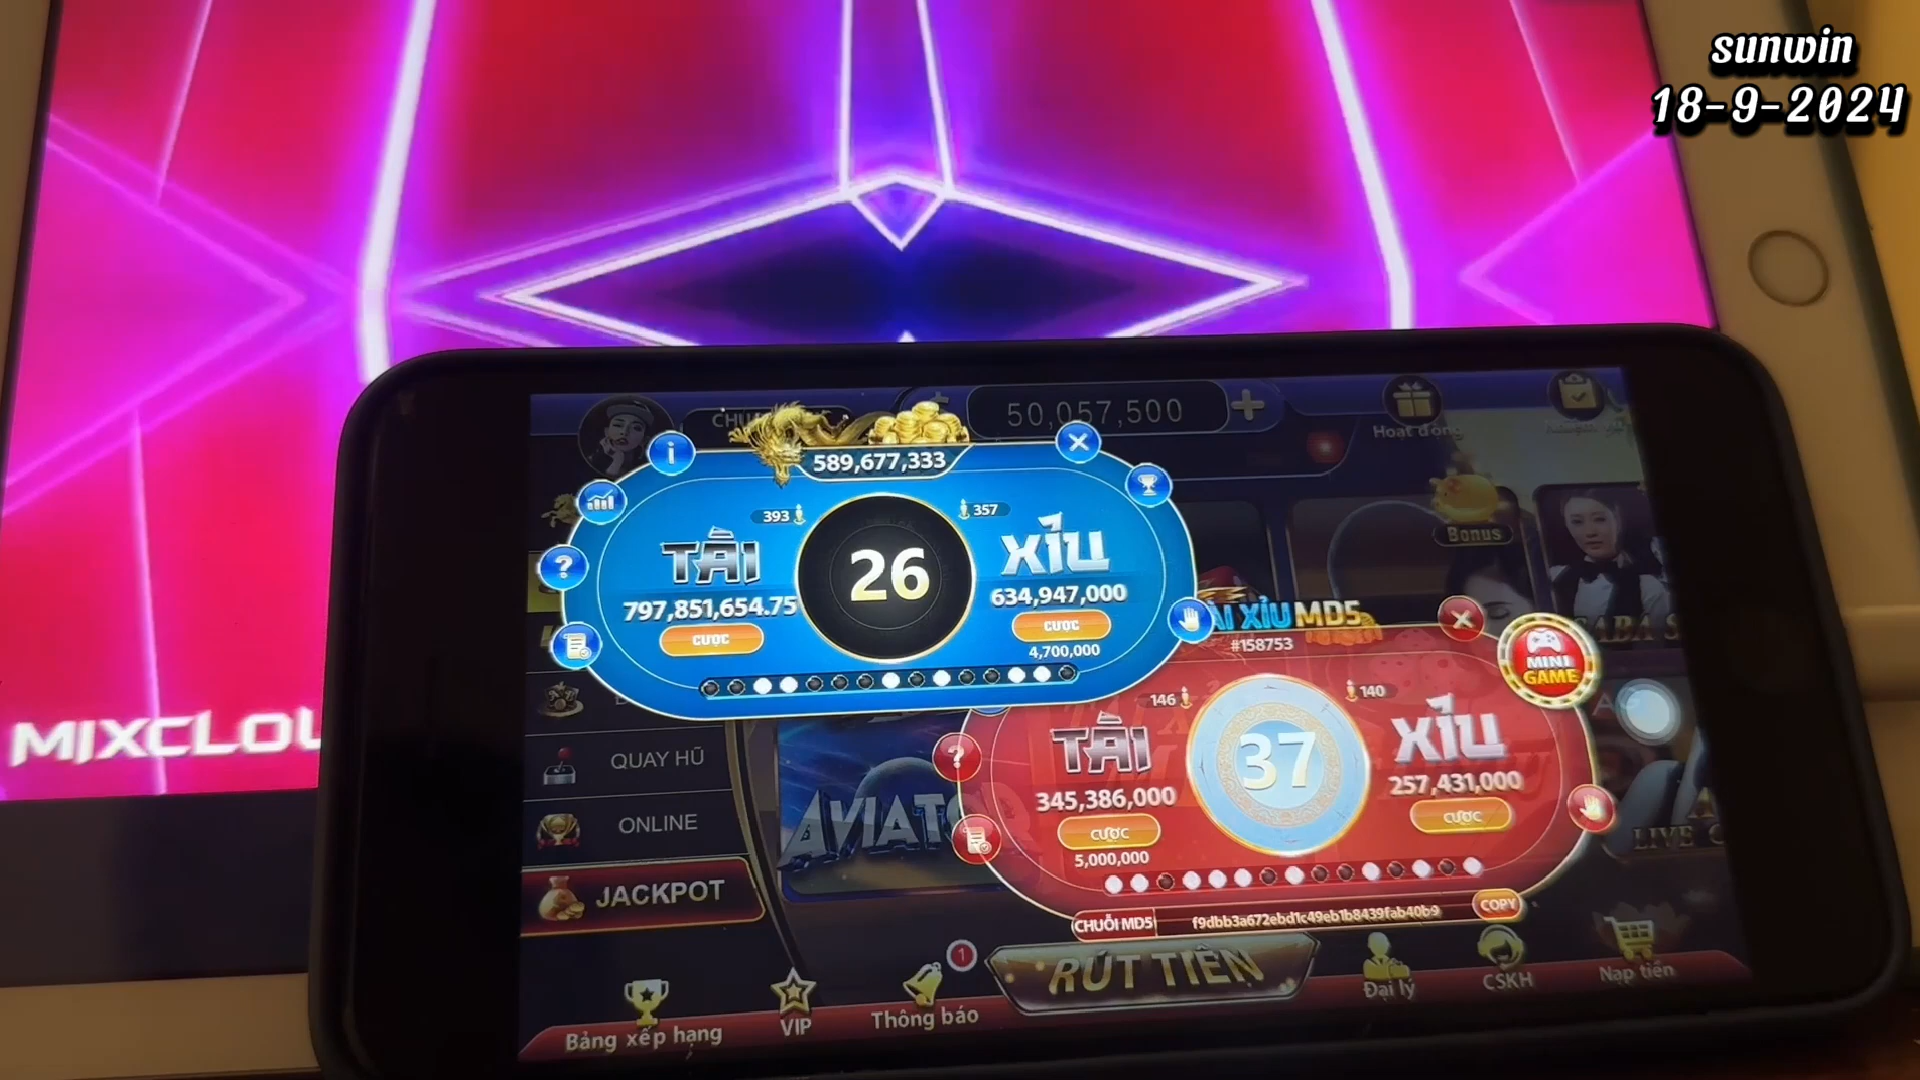 sunwin
18-9-2024
MIXCLOU
50,057,500
Hoạt động
589,677,333
393
357
TÀI
26
XỈU
797,851,654.75
634,947,000
CƯỢC
CƯỢC
4,700,000
Bonus
XỈU MD5
#158753
MINI
GAME
146
140
TÀI
37
XỈU
345,386,000
257,431,000
CƯỢC
CƯỢC
5,000,000
QUAY HŨ
ONLINE
JACKPOT
CHUỖI MD5
f9dbb3a672ebd1c49eb1b8439fab40b9
COPY
LIVE
RÚT TIỀN
1
Bảng xếp hạng
VIP
Thông báo
Đại lý
CSKH
Nạp tiền